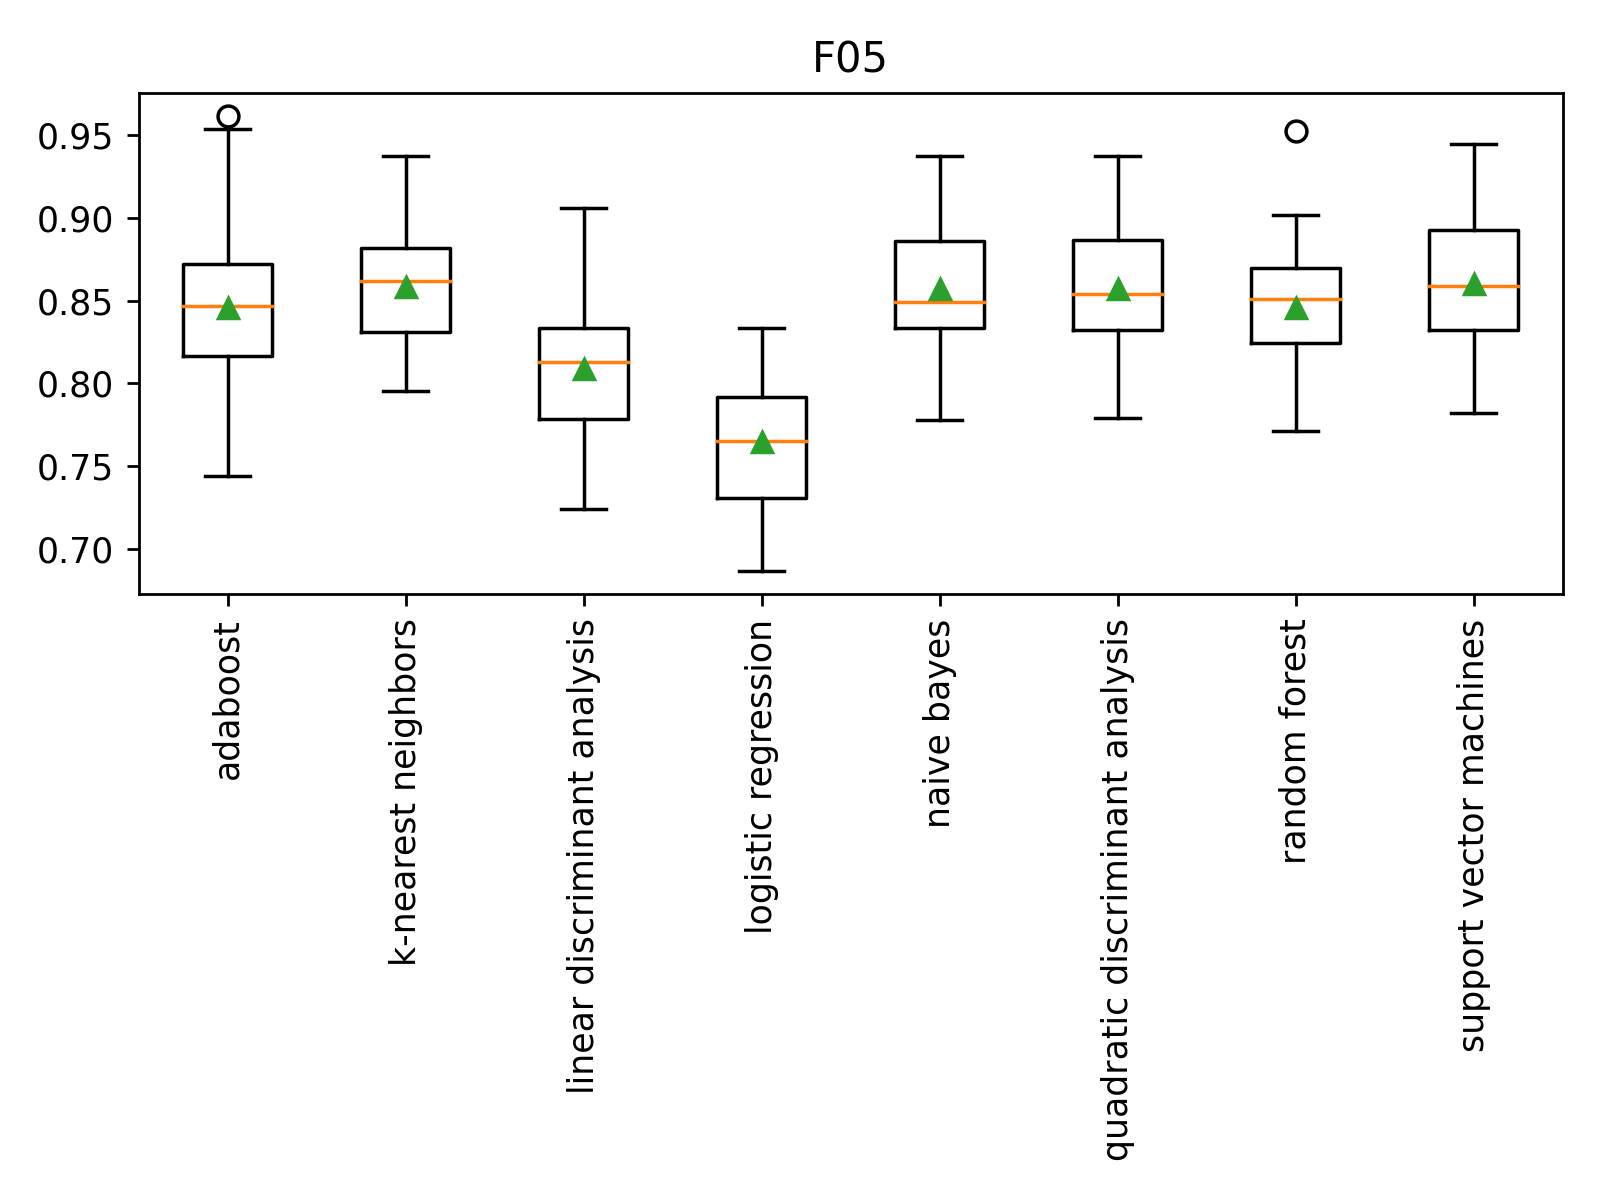 F05
0.95
0.90
0.85
0.80
0.75
0.70
adaboost
k-nearest neighbors
linear discriminant analysis
logistic regression
naive bayes
quadratic discriminant analysis
random forest
support vector machines